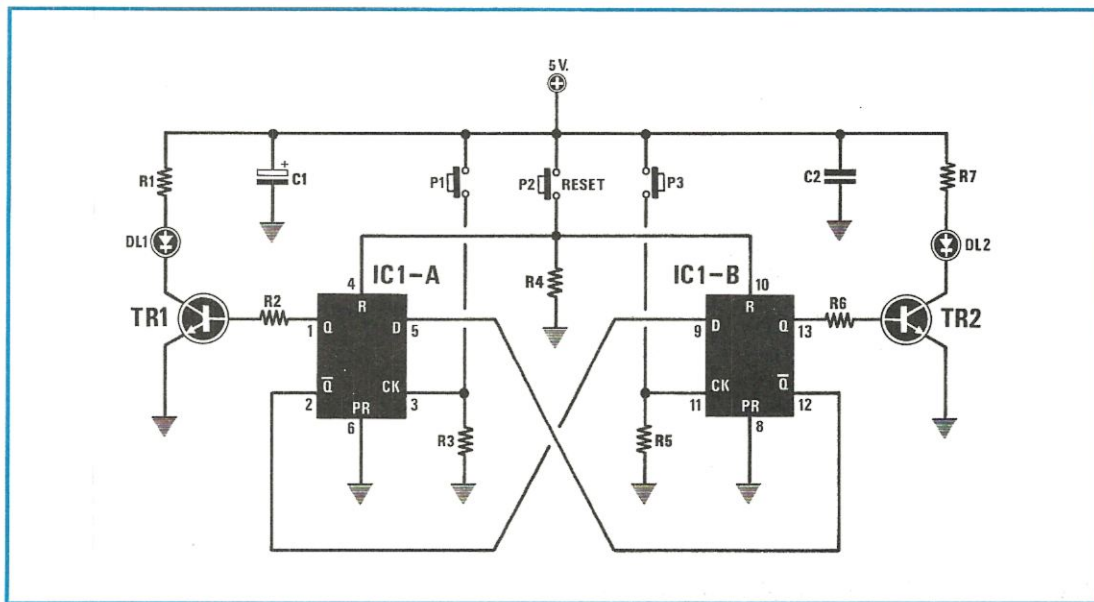 5 V.
R1
C1
+
P1
P2
RESET
P3
C2
R7
DL1
DL2
IC1-A
4
R
R4
IC1-B
10
R
TR1
R2
1
Q
D
5
9
D
Q
13
R6
TR2
2
Q̅
CK
3
PR
6
R3
R5
11
CK
PR
8
Q̅
12